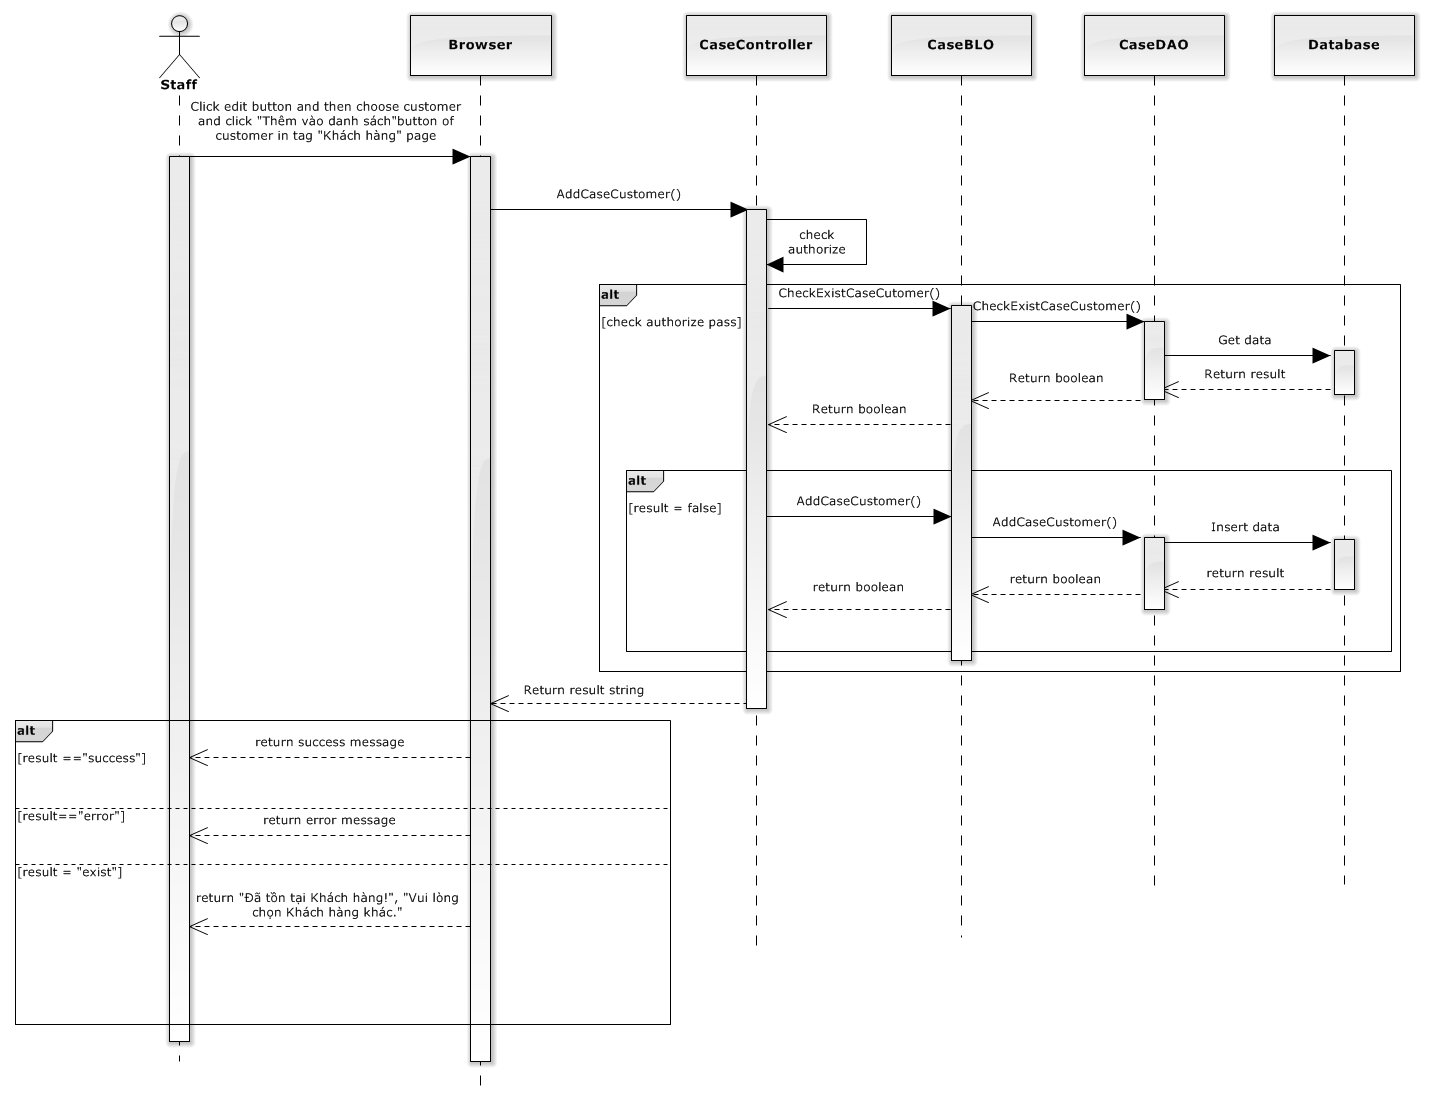 Staff
Browser
CaseController
CaseBLO
CaseDAO
Database
Click edit button and then choose customer
and click "Thêm vào danh sách"button of
customer in tag "Khách hàng" page
AddCaseCustomer()
check
authorize
alt
[check authorize pass]
CheckExistCaseCutomer()
CheckExistCaseCustomer()
Get data
Return result
Return boolean
Return boolean
alt
[result = false]
AddCaseCustomer()
AddCaseCustomer()
Insert data
return result
return boolean
return boolean
Return result string
alt
[result =="success"]
return success message
[result=="error"]
return error message
[result = "exist"]
return "Đã tồn tại Khách hàng!", "Vui lòng
chọn Khách hàng khác."